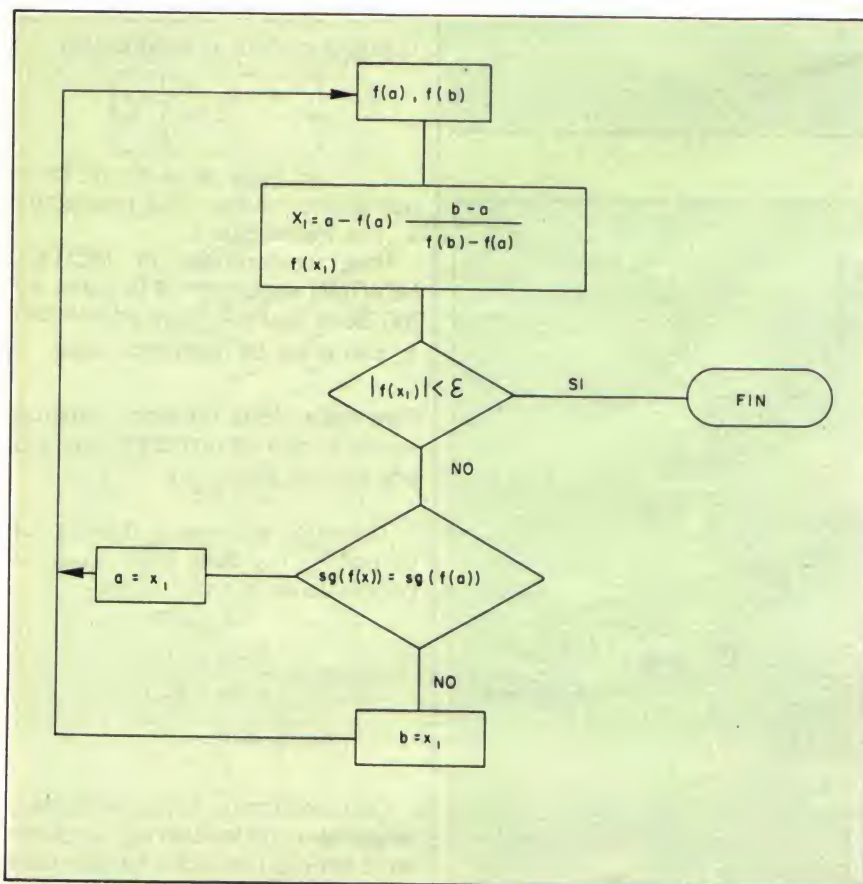 f(a), f(b)
X₁ = a – f(a) b – a / f(b) – f(a)
f(x₁)
|f(x₁)| < Ɛ
SI
FIN
NO
sg(f(x)) = sg(f(a))
a = x₁
NO
b = x₁